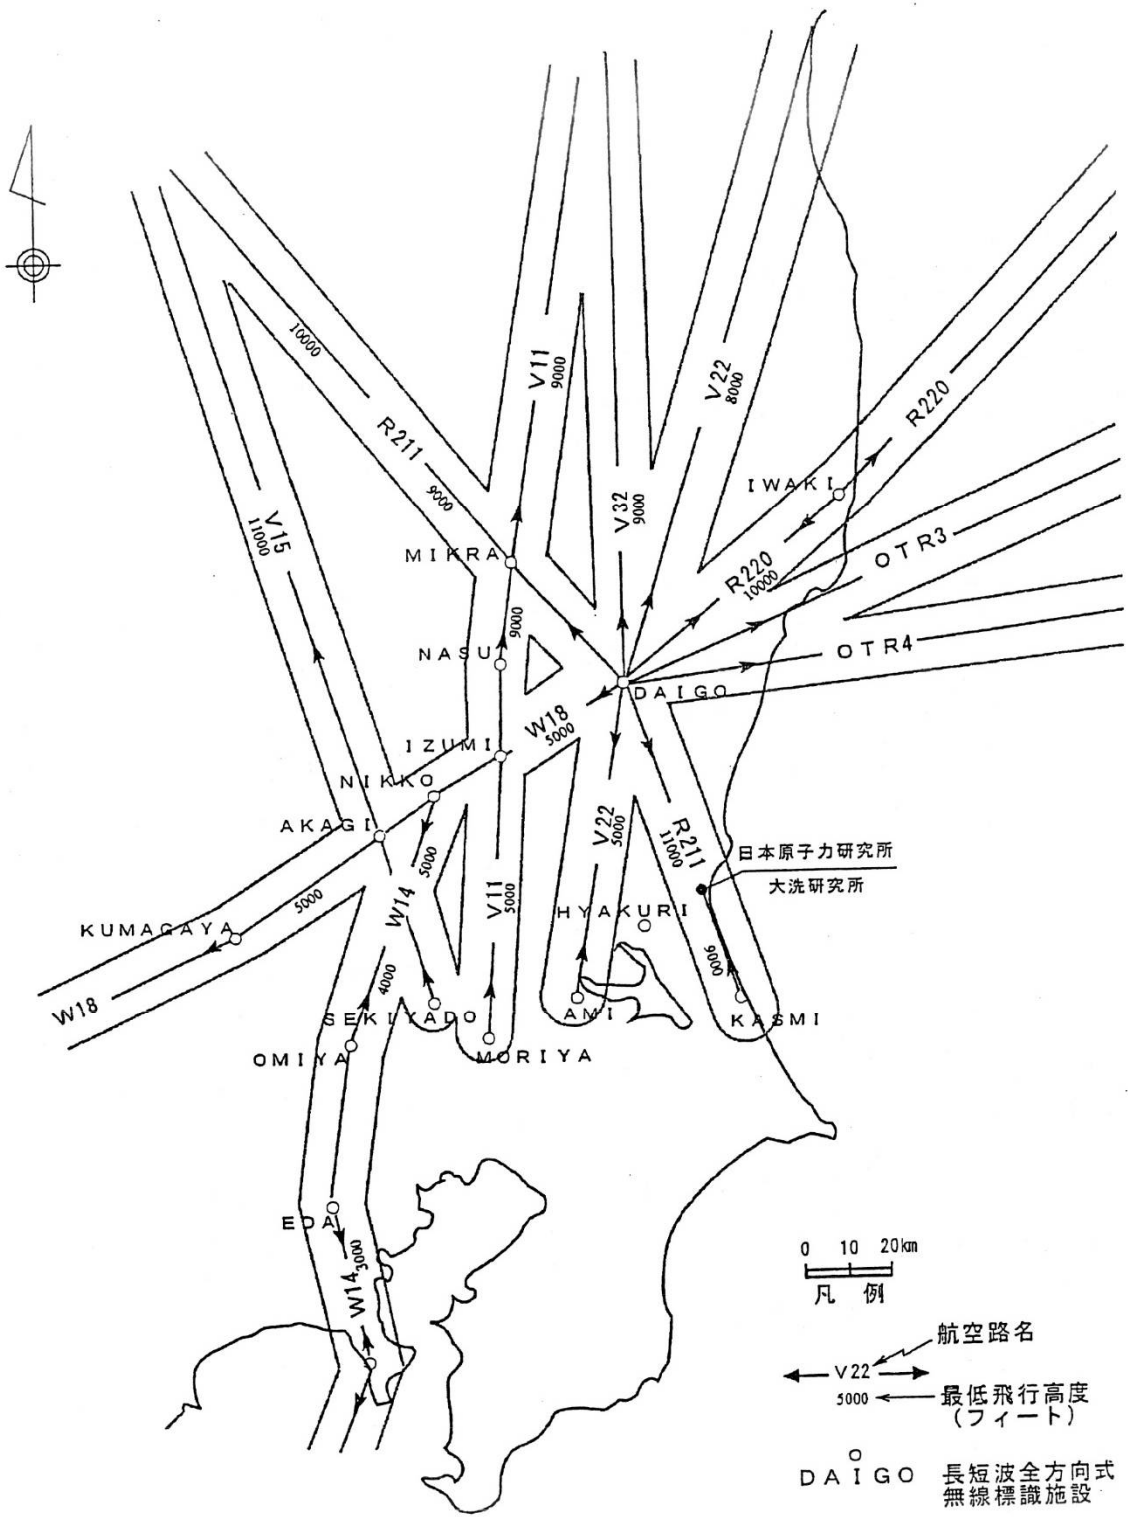 10000
R211
9000
V11
9000
V32
9000
V22
8000
R220
IWAKI
R220
10000
OTR3
OTR4
V15
11000
MIKRA
9000
NASU
DAIGO
W18
5000
IZUMI
NIKKO
AKAGI
5000
W14
5000
V11
5000
V22
5000
R211
11000
日本原子力研究所
大洗研究所
HYAKURI
9000
KUMAGAYA
W18
4000
SEKIYADO
AMI
KASMI
OMIYA
MORIYA
EDA
W14
3000
0 10 20km
凡 例
航空路名
V22
5000
最低飛行高度
(フィート)
DAIGO
長短波全方向式
無線標識施設